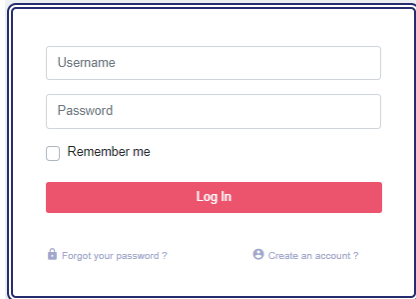 Username
Password
Remember me
Log In
Forgot your password ?
Create an account ?